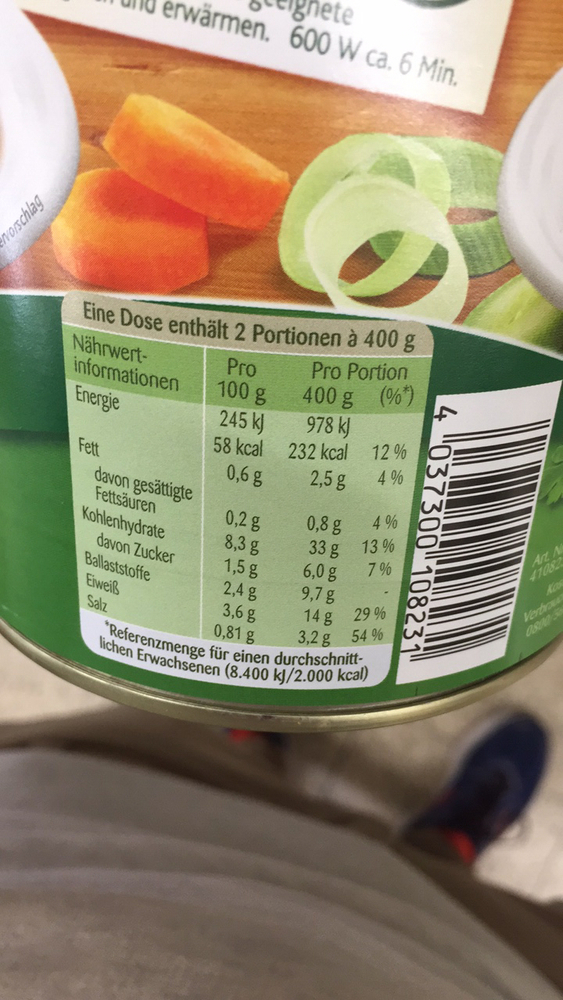 und erwärmen. 600 W ca. 6 Min.
Eine Dose enthält 2 Portionen à 400 g
Nährwert-
informationen Pro Pro Portion
100 g 400 g (%*)
Energie 245 kJ 978 kJ
58 kcal 232 kcal 12 %
Fett 0,6 g 2,5 g 4 %
davon gesättigte
Fettsäuren 0,2 g 0,8 g 4 %
Kohlenhydrate 8,3 g 33 g 13 %
davon Zucker 1,5 g 6,0 g 7 %
Ballaststoffe 2,4 g 9,7 g -
Eiweiß 3,6 g 14 g 29 %
Salz 0,81 g 3,2 g 54 %
*Referenzmenge für einen durchschnitt-
lichen Erwachsenen (8.400 kJ/2.000 kcal)
4 037300 108231